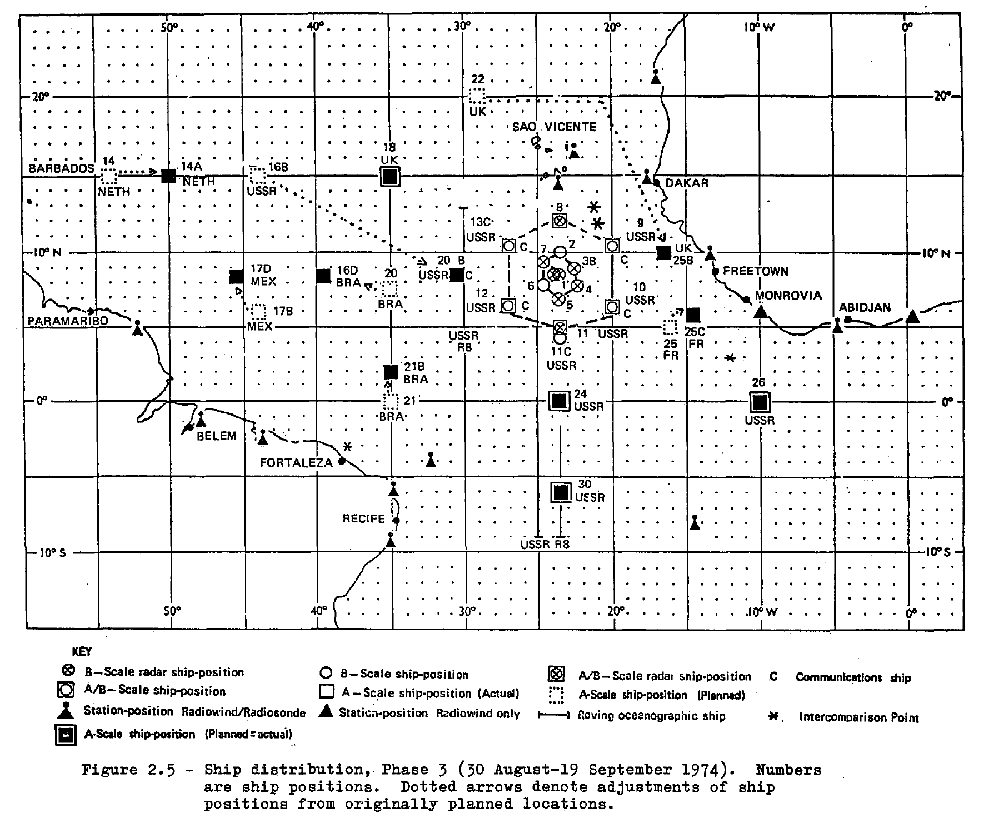 50° 40° 30° 20° 10° W 0°
22
20° 20°
UK
SAO VICENTE
18
UK
BARBADOS 14 14A 16B
NETH
NETH USSR DAKAR
8
13C 9
USSR USSR
C 7 2 C UK
10° N 10° N
17D 16D 20 20 B 3B 25B
MEX BRA USSR C FREETOWN
1
6 4
12 10
BRA 5 MONROVIA
USSR C USSR
17B C ABIDJAN
PARAMARIBO
MEX
USSR 11 USSR 25C
R8 25 FR
11C FR
USSR
21B
BRA
26
0° 21 24 0°
USSR
BRA USSR
BELEM
FORTALEZA
30
USSR
RECIFE
USSR R8
10° S 10° S
50° 40° 30° 20° 10° W 0°
KEY
B-Scale radar ship-position
B-Scale ship-position
A/B-Scale radar ship-position
C Communications ship
A/B-Scale ship-position
A-Scale ship-position (Actual)
A-Scale ship-position (Planned)
Station-position Radiowind/Radiosonde
Station-position Radiowind only
Roving oceanographic ship
Intercomparison Point
A-Scale ship-position (Planned=actual)
Figure 2.5 - Ship distribution, Phase 3 (30 August-19 September 1974). Numbers
are ship positions. Dotted arrows denote adjustments of ship
positions from originally planned locations.